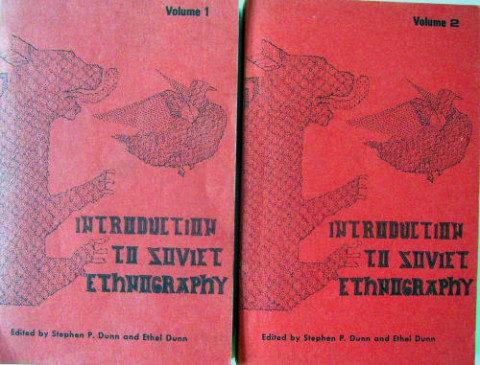 Volume 1
INTRODUCTION
TO SOVIET
ETHNOGRAPHY
Edited by Stephen P. Dunn and Ethel Dunn
Volume 2
INTRODUCTION
TO SOVIET
ETHNOGRAPHY
Edited by Stephen P. Dunn and Ethel Dunn